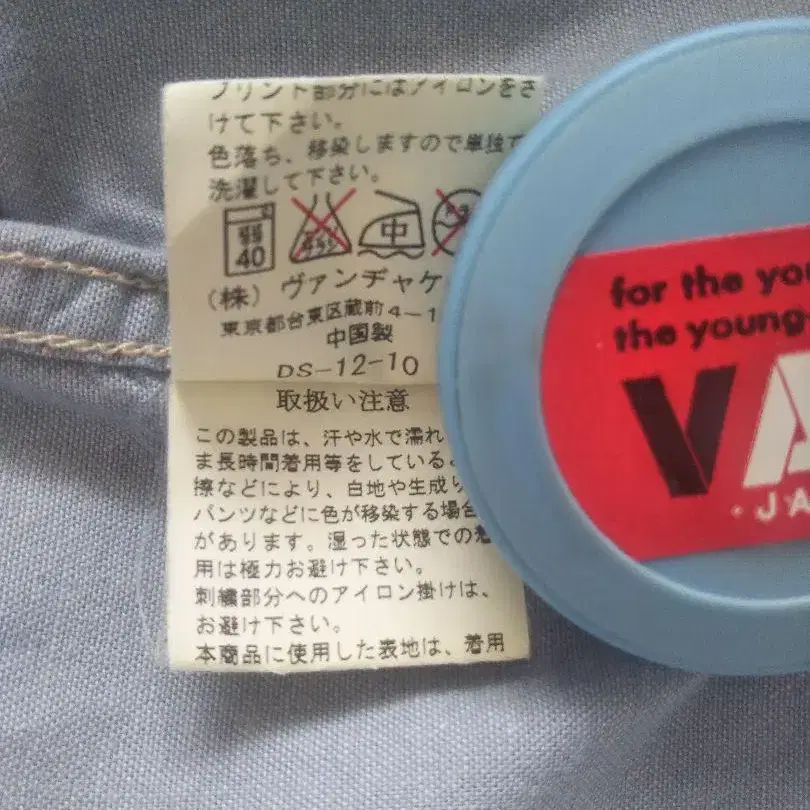 プリント部分にはアイロンをさ
けて下さい。
色落ち、移染しますので単独で
洗濯して下さい。
弱
40
中
(株) ヴァンヂャケ
東京都台東区蔵前4-1
中国製
DS-12-10
取扱い注意
この製品は、汗や水で濡れ
ま長時間着用等をしている
擦などにより、白地や生成り
パンツなどに色が移染する場合
があります。湿った状態での着
用は極力お避け下さい。
刺繍部分へのアイロン掛けは、
お避け下さい。
本商品に使用した表地は、着用
for the you
the young-
VA
・JA